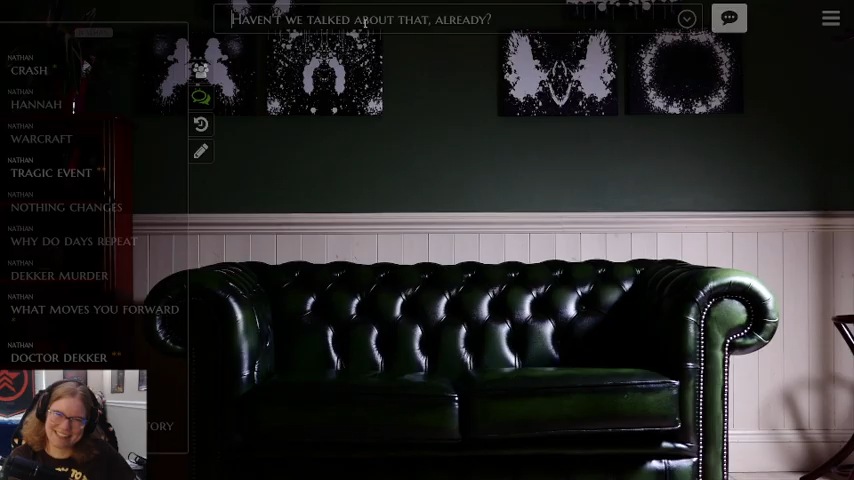 Haven't we talked about that, already?
NATHAN
CRASH *
NATHAN
HANNAH
NATHAN
WARCRAFT
NATHAN
TRAGIC EVENT **
NATHAN
NOTHING CHANGES
NATHAN
WHY DO DAYS REPEAT
NATHAN
DEKKER MURDER
NATHAN
WHAT MOVES YOU FORWARD
*
NATHAN
DOCTOR DEKKER **
TORY